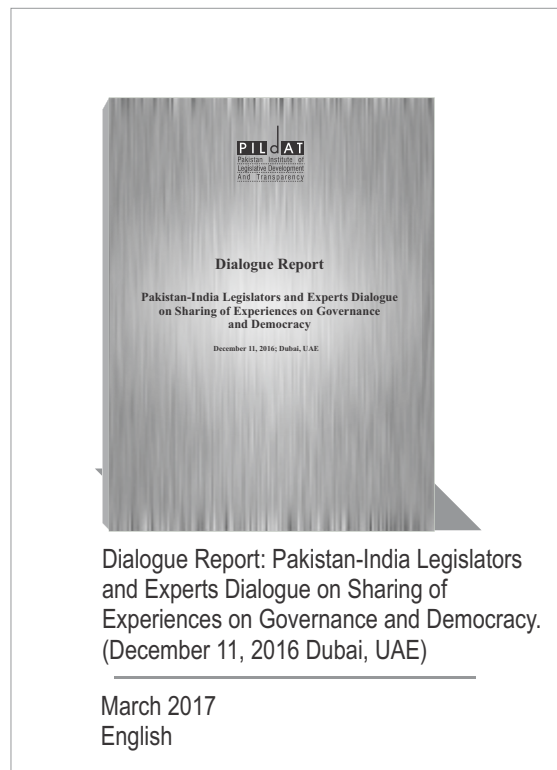 PILdAT
Pakistan Institute of
Legislative Development
And Transparency
Dialogue Report
Pakistan-India Legislators and Experts Dialogue
on Sharing of Experiences on Governance
and Democracy
December 11, 2016; Dubai, UAE
Dialogue Report: Pakistan-India Legislators
and Experts Dialogue on Sharing of
Experiences on Governance and Democracy.
(December 11, 2016 Dubai, UAE)
March 2017
English